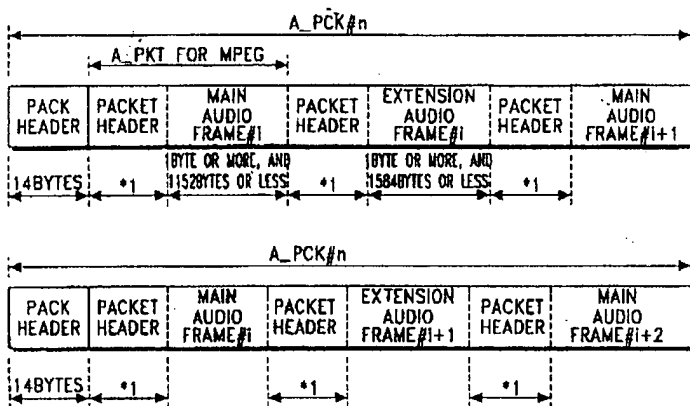 A_PCK#n
A_PKT FOR MPEG
PACK HEADER
PACKET HEADER
MAIN AUDIO FRAME#i
PACKET HEADER
EXTENSION AUDIO FRAME#i
PACKET HEADER
MAIN AUDIO FRAME#i+1
14BYTES
*1
1BYTE OR MORE, AND 1152BYTES OR LESS
*1
1BYTE OR MORE, AND 1584BYTES OR LESS
*1
A_PCK#n
PACK HEADER
PACKET HEADER
MAIN AUDIO FRAME#i
PACKET HEADER
EXTENSION AUDIO FRAME#i+1
PACKET HEADER
MAIN AUDIO FRAME#i+2
14BYTES
*1
*1
*1